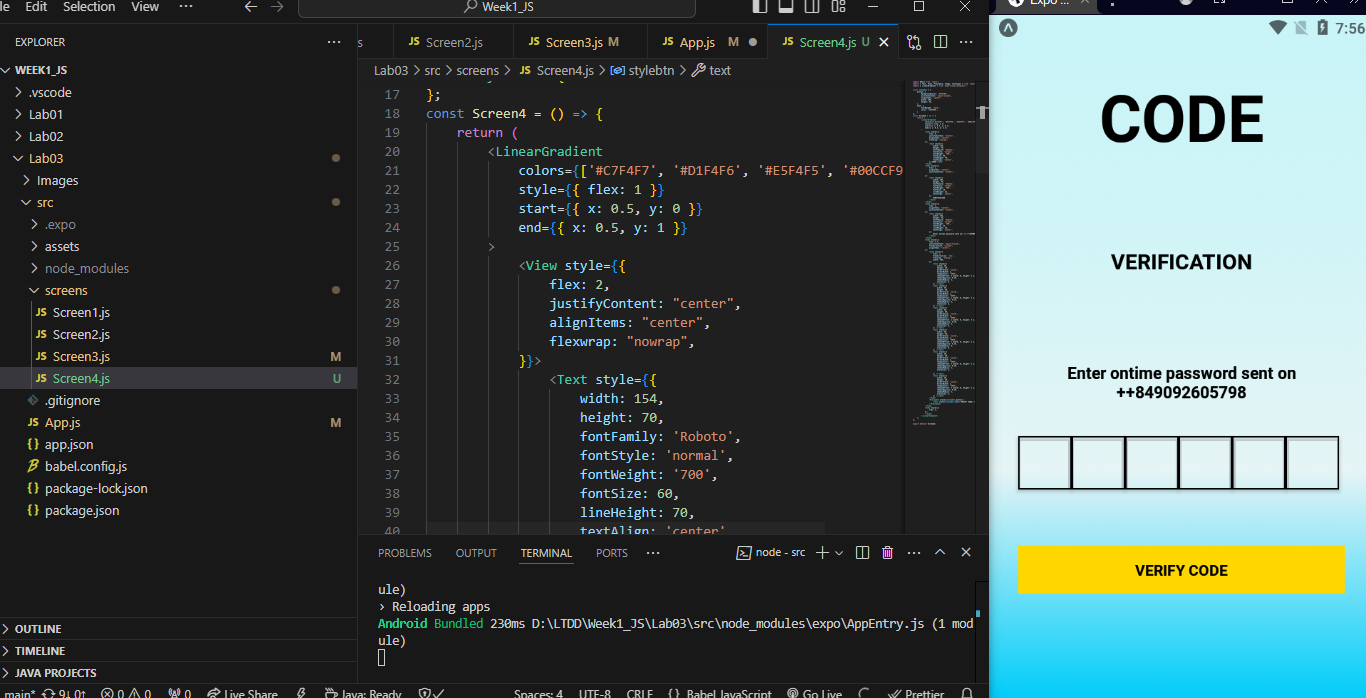 le Edit Selection View ··· Week1_JS
EXPLORER ···
WEEK1_JS
.vscode
Lab01
Lab02
Lab03
Images
src
.expo
assets
node_modules
screens
JS Screen1.js
JS Screen2.js
JS Screen3.js M
JS Screen4.js U
.gitignore
JS App.js M
{} app.json
babel.config.js
{} package-lock.json
{} package.json
OUTLINE
TIMELINE
JAVA PROJECTS
s JS Screen2.js JS Screen3.js M JS App.js M JS Screen4.js U
Lab03 > src > screens > JS Screen4.js > stylebtn > text
17 };
18 const Screen4 = () => {
19 return (
20 <LinearGradient
21 colors={['#C7F4F7', '#D1F4F6', '#E5F4F5', '#00CCF9
22 style={{ flex: 1 }}
23 start={{ x: 0.5, y: 0 }}
24 end={{ x: 0.5, y: 1 }}
25 >
26 <View style={{
27 flex: 2,
28 justifyContent: "center",
29 alignItems: "center",
30 flexwrap: "nowrap",
31 }}>
32 <Text style={{
33 width: 154,
34 height: 70,
35 fontFamily: 'Roboto',
36 fontStyle: 'normal',
37 fontWeight: '700',
38 fontSize: 60,
39 lineHeight: 70,
40 textAlign: 'center'
PROBLEMS OUTPUT TERMINAL PORTS ··· node - src
ule)
› Reloading apps
Android Bundled 230ms D:\LTDD\Week1_JS\Lab03\src\node_modules\expo\AppEntry.js (1 mod
ule)
main* 9↓ 0↑ 0 0 0 Live Share Java: Ready Spaces: 4 UTF-8 CRLF {} Babel JavaScript Go Live Prettier
Expo ...
7:56
CODE
VERIFICATION
Enter ontime password sent on
++849092605798
VERIFY CODE